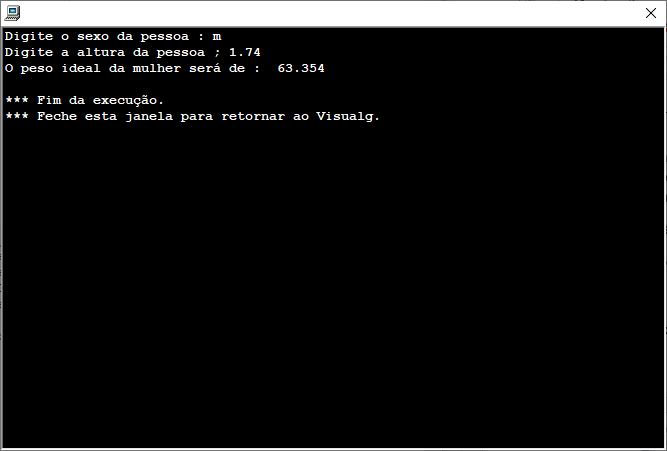 Digite o sexo da pessoa : m
Digite a altura da pessoa ; 1.74
O peso ideal da mulher será de :  63.354
*** Fim da execução.
*** Feche esta janela para retornar ao Visualg.